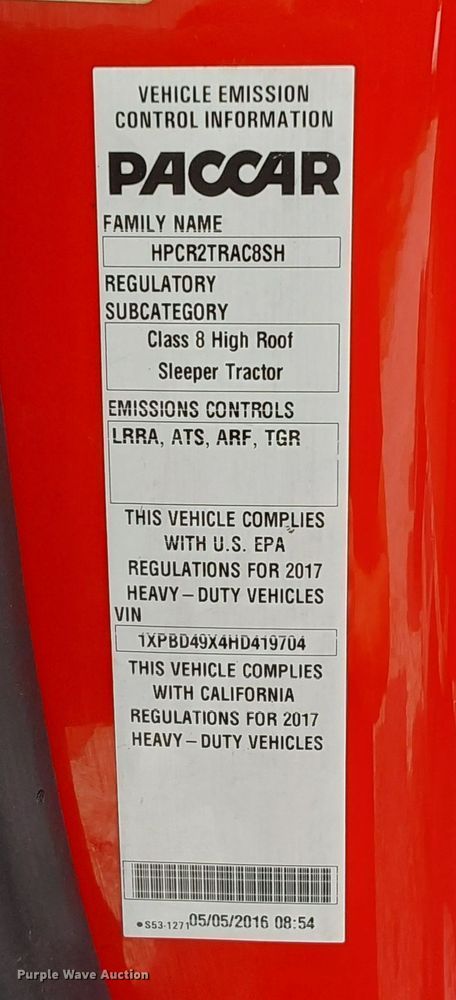 VEHICLE EMISSION
CONTROL INFORMATION
PACCAR
FAMILY NAME
HPCR2TRAC8SH
REGULATORY
SUBCATEGORY
Class 8 High Roof
Sleeper Tractor
EMISSIONS CONTROLS
LRRA, ATS, ARF, TGR
THIS VEHICLE COMPLIES
WITH U.S. EPA
REGULATIONS FOR 2017
HEAVY-DUTY VEHICLES
VIN
1XPBD49X4HD419704
THIS VEHICLE COMPLIES
WITH CALIFORNIA
REGULATIONS FOR 2017
HEAVY-DUTY VEHICLES
• S53-1271 05/05/2016 08:54
Purple Wave Auction